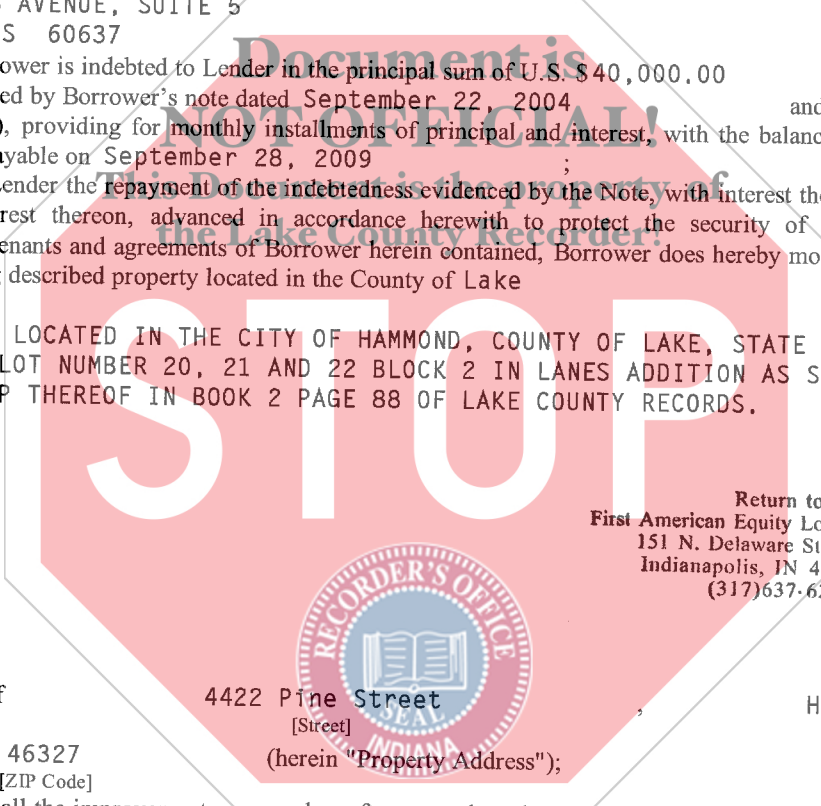 AVENUE, SUITE 5
S 60637
ower is indebted to Lender in the principal sum of U.S. $40,000.00
ed by Borrower's note dated September 22, 2004 and
), providing for monthly installments of principal and interest, with the balanc
ayable on September 28, 2009 ;
ender the repayment of the indebtedness evidenced by the Note, with interest the
rest thereon, advanced in accordance herewith to protect the security of
enants and agreements of Borrower herein contained, Borrower does hereby mo
described property located in the County of Lake
Document is
NOT OFFICIAL!
This Document is the property of
the Lake County Recorder!
LOCATED IN THE CITY OF HAMMOND, COUNTY OF LAKE, STATE
LOT NUMBER 20, 21 AND 22 BLOCK 2 IN LANES ADDITION AS S
P THEREOF IN BOOK 2 PAGE 88 OF LAKE COUNTY RECORDS.
STOP
Return to
First American Equity Lo
151 N. Delaware St
Indianapolis, IN 4
(317)637-6
RECORDER'S OFFICE
SEAL
INDIANA
f 4422 Pine Street , H
[Street]
46327 (herein "Property Address");
[ZIP Code]